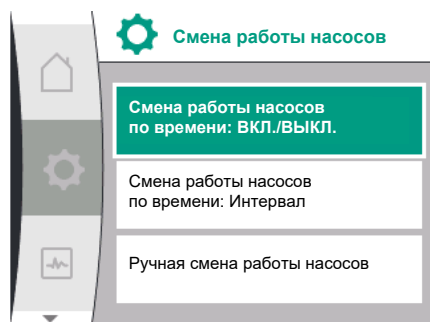 Смена работы насосов
Смена работы насосов
по времени: ВКЛ./ВЫКЛ.
Смена работы насосов
по времени: Интервал
Ручная смена работы насосов